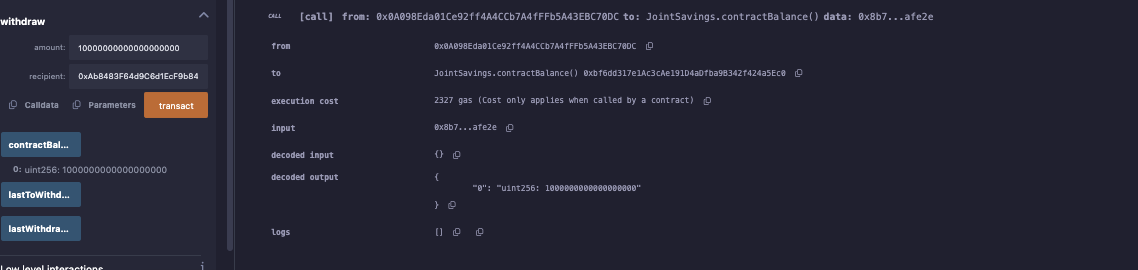 withdraw
amount: 10000000000000000000
recipient: 0xAb8483F64d9C6d1EcF9b84
Calldata Parameters transact
contractBal...
0: uint256: 1000000000000000000
lastToWithd...
lastWithdra...
Low level interactions
CALL [call] from: 0x0A098Eda01Ce92ff4A4CCb7A4fFFb5A43EBC70DC to: JointSavings.contractBalance() data: 0x8b7...afe2e
from 0x0A098Eda01Ce92ff4A4CCb7A4fFFb5A43EBC70DC
to JointSavings.contractBalance() 0xbf6dd317e1Ac3cAe191D4aDfba9B342f424a5Ec0
execution cost 2327 gas (Cost only applies when called by a contract)
input 0x8b7...afe2e
decoded input {}
decoded output {
"0": "uint256: 1000000000000000000"
}
logs []